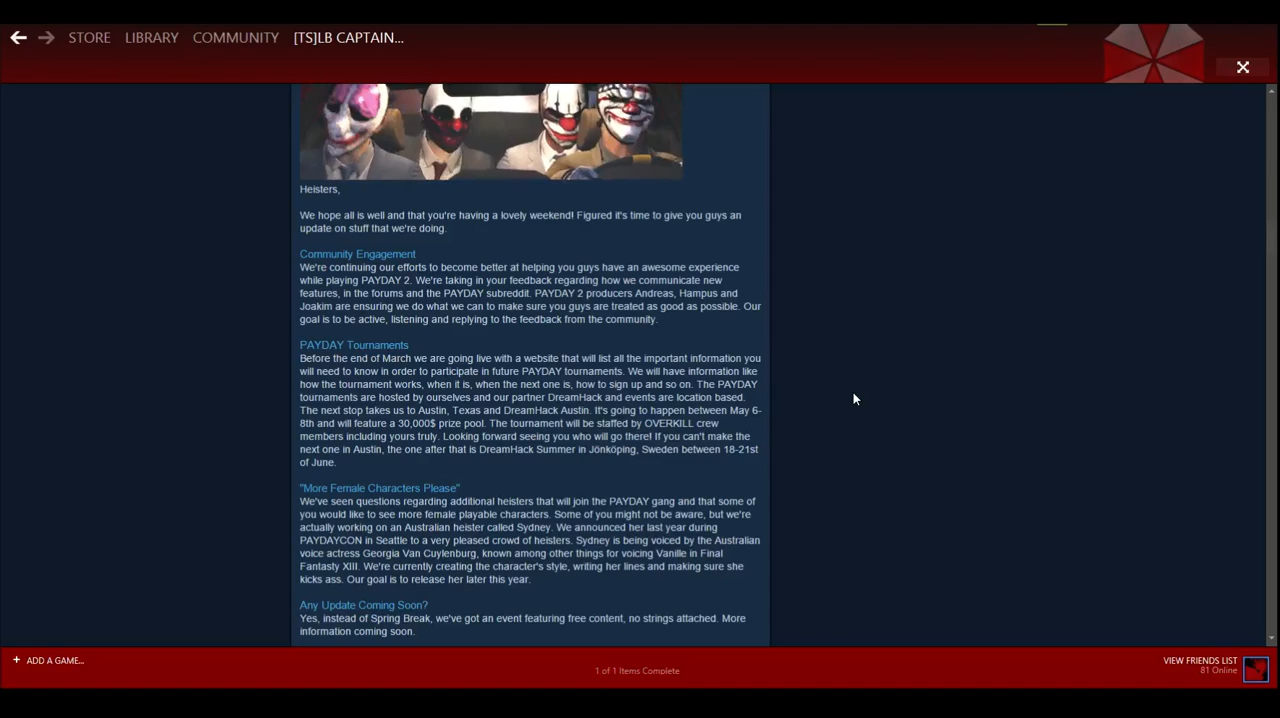 STORE LIBRARY COMMUNITY [TS]LB CAPTAIN...
Heisters,
We hope all is well and that you're having a lovely weekend! Figured it's time to give you guys an
update on stuff that we're doing.
Community Engagement
We're continuing our efforts to become better at helping you guys have an awesome experience
while playing PAYDAY 2. We're taking in your feedback regarding how we communicate new
features, in the forums and the PAYDAY subreddit. PAYDAY 2 producers Andreas, Hampus and
Joakim are ensuring we do what we can to make sure you guys are treated as good as possible. Our
goal is to be active, listening and replying to the feedback from the community.
PAYDAY Tournaments
Before the end of March we are going live with a website that will list all the important information you
will need to know in order to participate in future PAYDAY tournaments. We will have information like
how the tournament works, when it is, when the next one is, how to sign up and so on. The PAYDAY
tournaments are hosted by ourselves and our partner DreamHack and events are location based.
The next stop takes us to Austin, Texas and DreamHack Austin. It's going to happen between May 6-
8th and will feature a 30,000$ prize pool. The tournament will be staffed by OVERKILL crew
members including yours truly. Looking forward seeing you who will go there! If you can't make the
next one in Austin, the one after that is DreamHack Summer in Jönköping, Sweden between 18-21st
of June.
"More Female Characters Please"
We've seen questions regarding additional heisters that will join the PAYDAY gang and that some of
you would like to see more female playable characters. Some of you might not be aware, but we're
actually working on an Australian heister called Sydney. We announced her last year during
PAYDAYCON in Seattle to a very pleased crowd of heisters. Sydney is being voiced by the Australian
voice actress Georgia Van Cuylenburg, known among other things for voicing Vanille in Final
Fantasy XIII. We're currently creating the character's style, writing her lines and making sure she
kicks ass. Our goal is to release her later this year.
Any Update Coming Soon?
Yes, instead of Spring Break, we've got an event featuring free content, no strings attached. More
information coming soon.
+ ADD A GAME...
1 of 1 Items Complete
VIEW FRIENDS LIST
81 Online